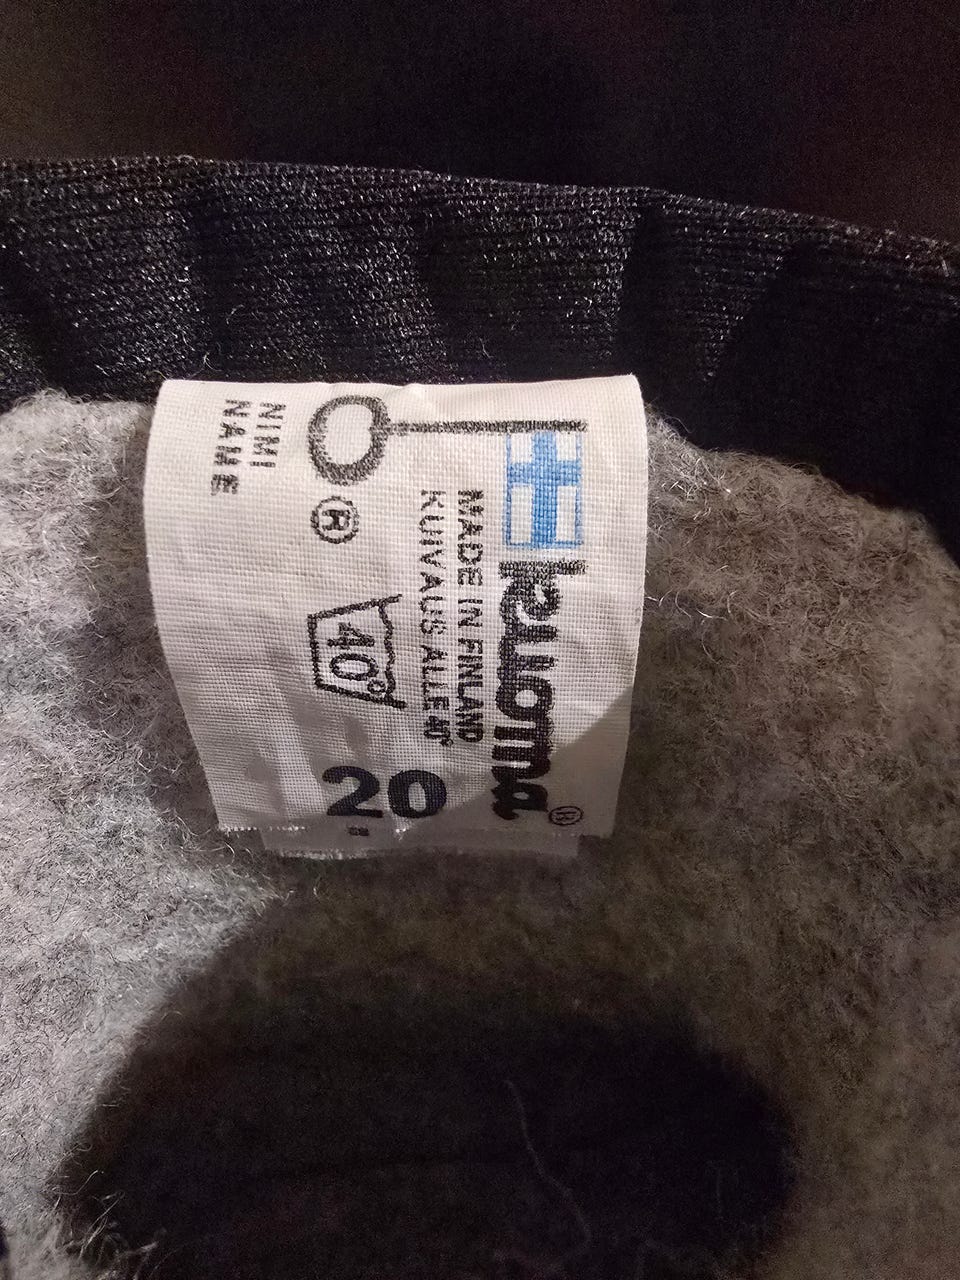 kuoma®
MADE IN FINLAND
KUIVAUS ALLE 40°
40°
20
®
NIMI
NAME